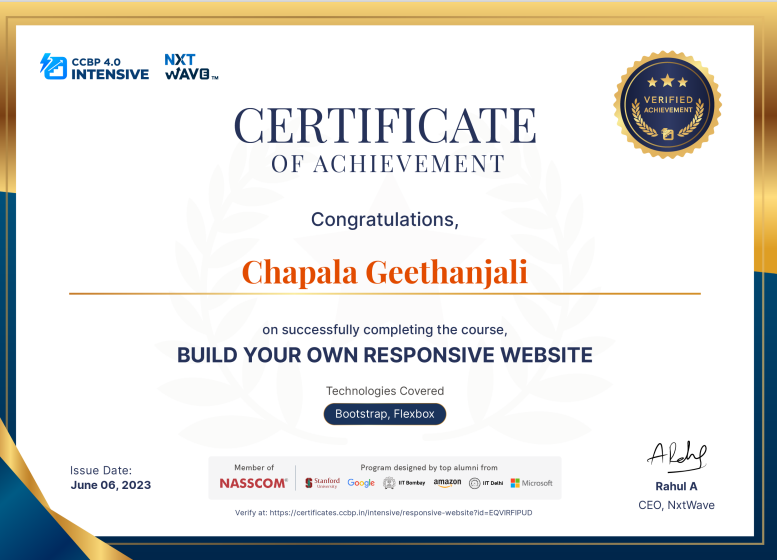 CCBP 4.0
INTENSIVE
NXT
WAVE TM
VERIFIED
ACHIEVEMENT
CERTIFICATE
OF ACHIEVEMENT
Congratulations,
Chapala Geethanjali
on successfully completing the course,
BUILD YOUR OWN RESPONSIVE WEBSITE
Technologies Covered
Bootstrap, Flexbox
Issue Date:
June 06, 2023
Member of
NASSCOM®
Program designed by top alumni from
Stanford University
Google
IIT Bombay
amazon
IIT Delhi
Microsoft
Verify at: https://certificates.ccbp.in/intensive/responsive-website?id=EQVIRFIPUD
Rahul A
CEO, NxtWave